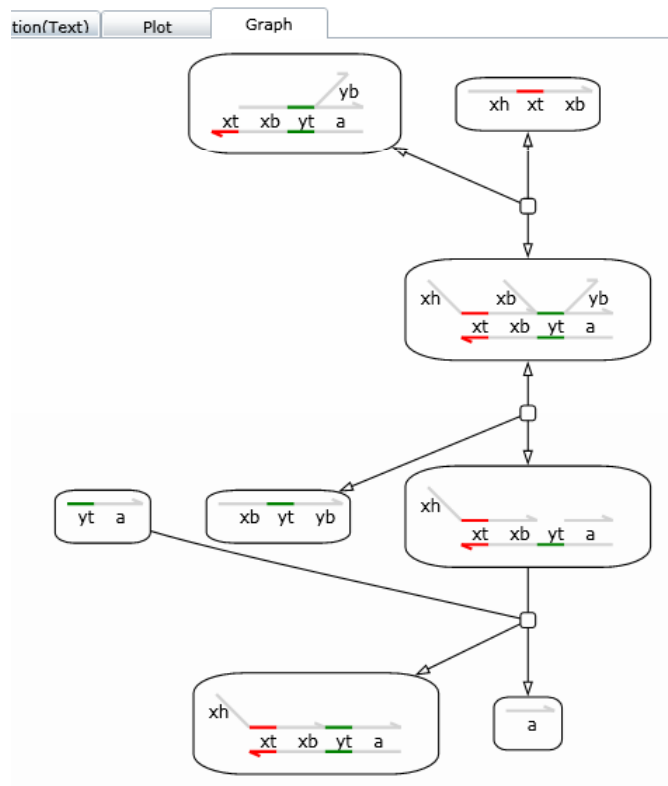 tion(Text) Plot Graph
yb
xt xb yt a
xh xt xb
xh xb yb
xt xb yt a
xh
xt xb yt a
yt a
xb yt yb
xh
xt xb yt a
a